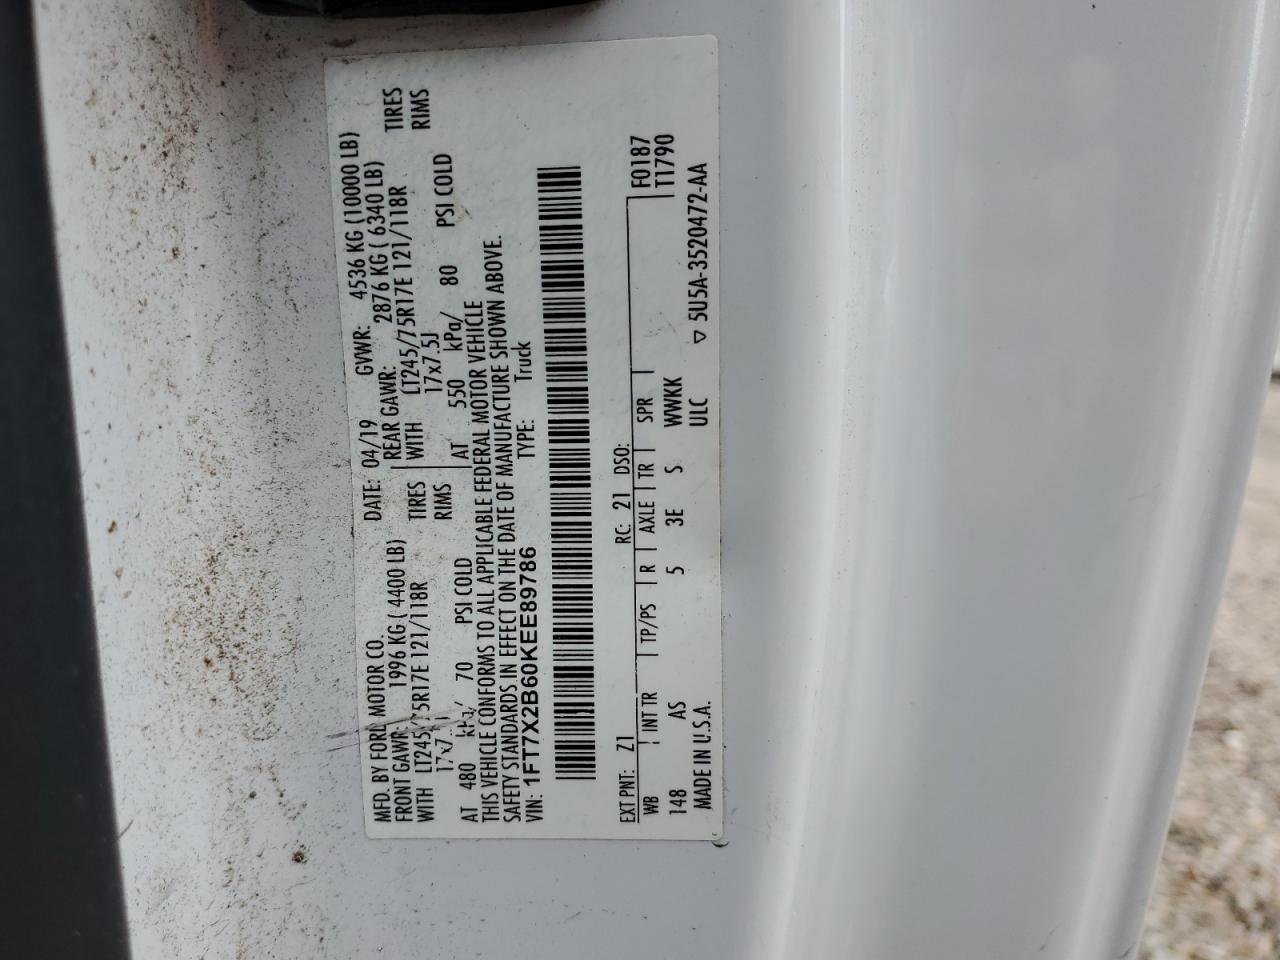 MFD. BY FORD MOTOR CO. DATE: 04/19 GVWR: 4536 KG (10000 LB)
FRONT GAWR: 1996 KG ( 4400 LB) REAR GAWR: 2876 KG ( 6340 LB)
WITH LT245/75R17E 121/118R TIRES WITH LT245/75R17E 121/118R TIRES
RIMS 17x7.5J RIMS
AT 480 kPa/ 70 PSI COLD AT 550 kPa/ 80 PSI COLD
THIS VEHICLE CONFORMS TO ALL APPLICABLE FEDERAL MOTOR VEHICLE
SAFETY STANDARDS IN EFFECT ON THE DATE OF MANUFACTURE SHOWN ABOVE.
VIN: 1FT7X2B60KEE89786 TYPE: Truck
EXT PNT: Z1 RC: 21 DSO: F0187
WB INT TR TP/PS R AXLE TR SPR T1790
148 AS 5 3E S WWKK
MADE IN U.S.A. ULC ▽ 5U5A-3520472-AA